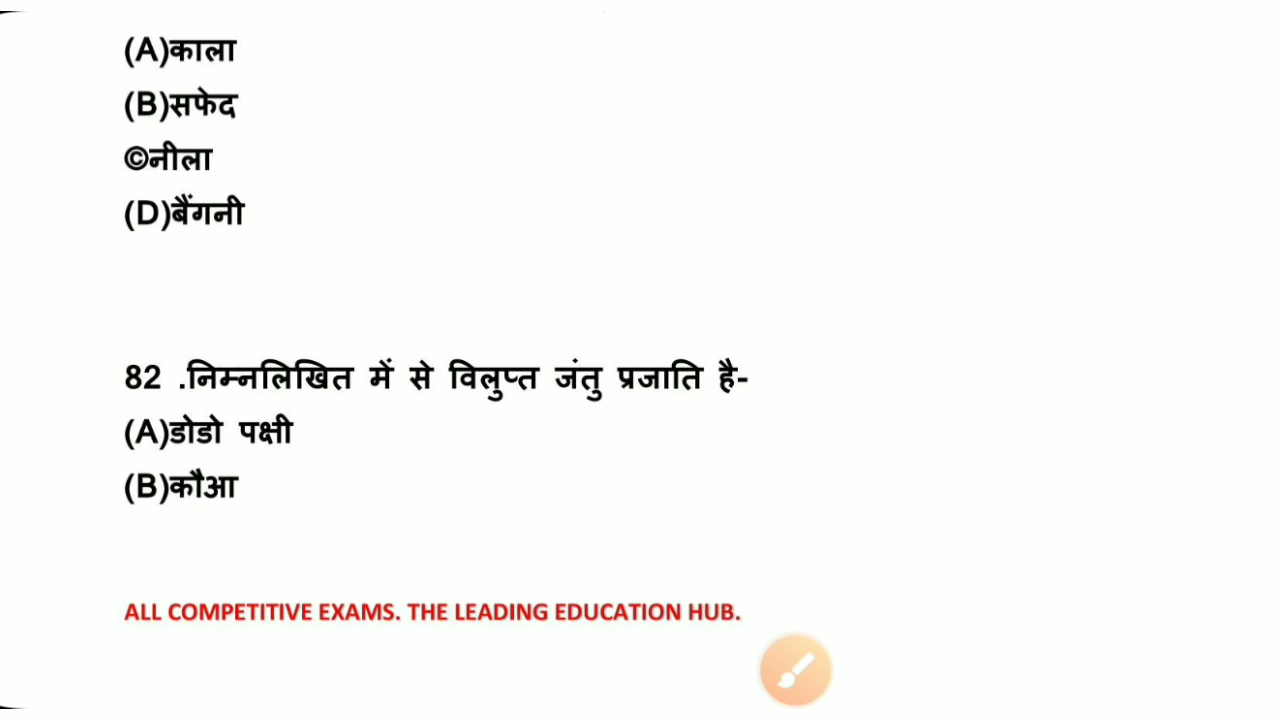 (A)काला
(B)सफेद
©नीला
(D)बैंगनी
82 .निम्नलिखित में से विलुप्त जंतु प्रजाति है-
(A)डोडो पक्षी
(B)कौआ
ALL COMPETITIVE EXAMS. THE LEADING EDUCATION HUB.